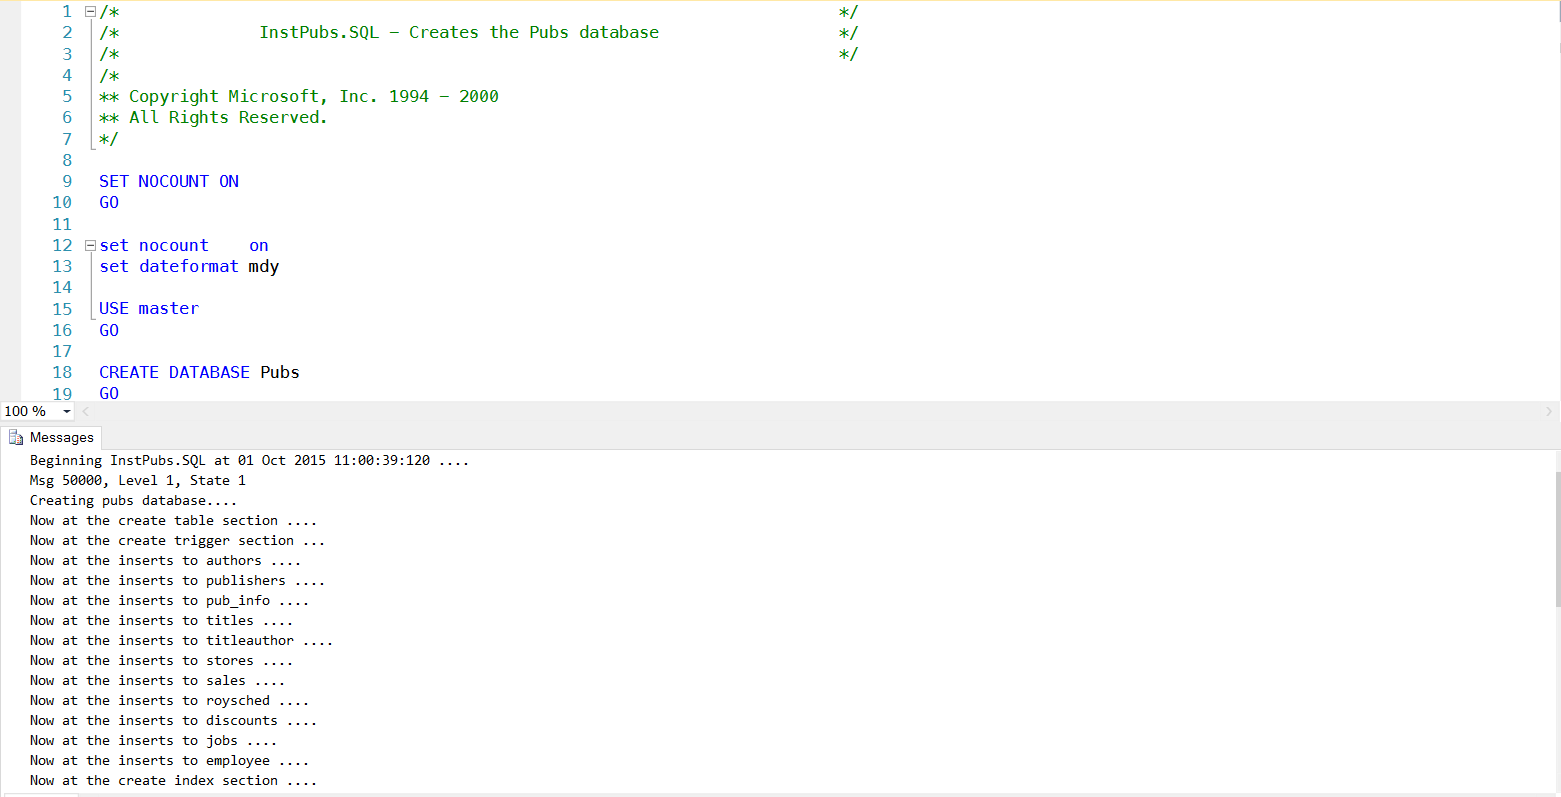 1 /* */
2 /* InstPubs.SQL - Creates the Pubs database */
3 /* */
4 /*
5 ** Copyright Microsoft, Inc. 1994 - 2000
6 ** All Rights Reserved.
7 */
8
9 SET NOCOUNT ON
10 GO
11
12 set nocount    on
13 set dateformat mdy
14
15 USE master
16 GO
17
18 CREATE DATABASE Pubs
19 GO
100 %
Messages
Beginning InstPubs.SQL at 01 Oct 2015 11:00:39:120 ....
Msg 50000, Level 1, State 1
Creating pubs database....
Now at the create table section ....
Now at the create trigger section ...
Now at the inserts to authors ....
Now at the inserts to publishers ....
Now at the inserts to pub_info ....
Now at the inserts to titles ....
Now at the inserts to titleauthor ....
Now at the inserts to stores ....
Now at the inserts to sales ....
Now at the inserts to roysched ....
Now at the inserts to discounts ....
Now at the inserts to jobs ....
Now at the inserts to employee ....
Now at the create index section ....